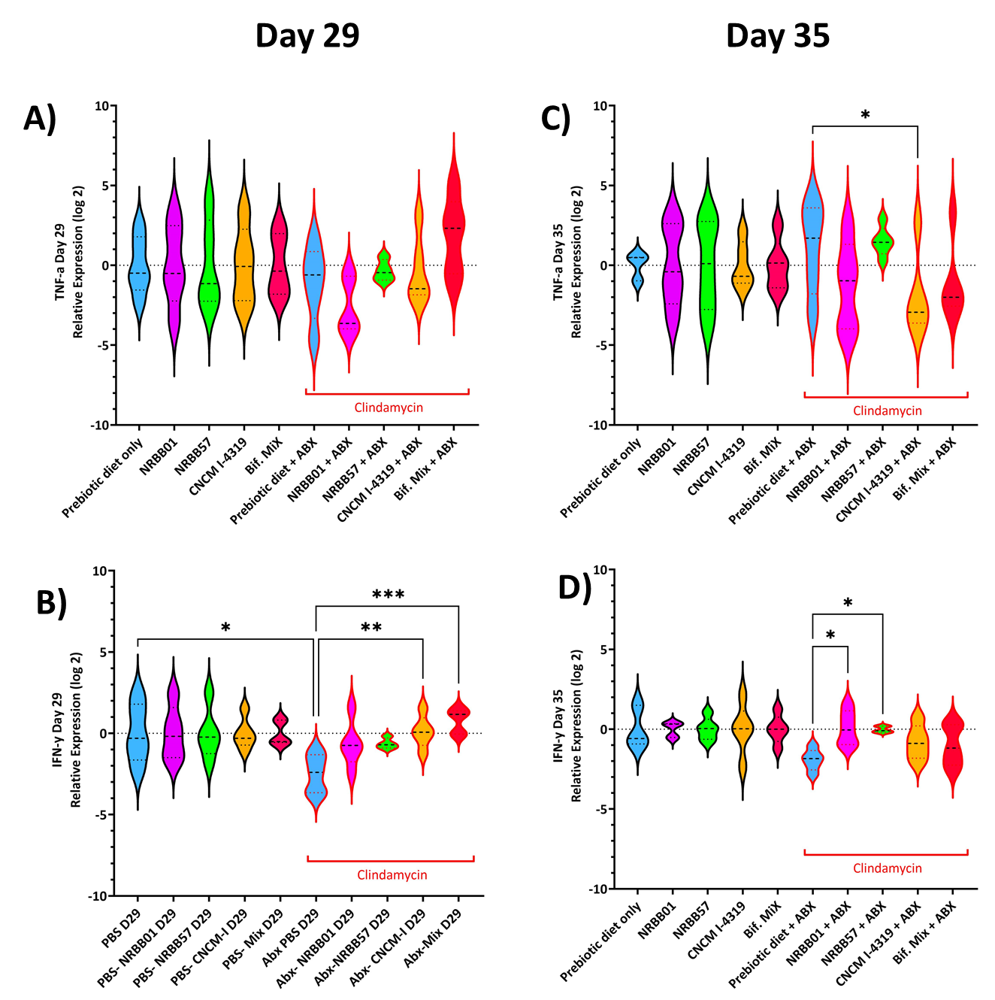 Day 29
Day 35
A)
TNF-a Day 29
Relative Expression (log 2)
10
5
0
-5
-10
Clindamycin
Prebiotic diet only
NRBB01
NRBB57
CNCM I-4319
Bif. MiX
Prebiotic diet + ABX
NRBB01 + ABX
NRBB57 + ABX
CNCM I-4319 + ABX
Bif. Mix + ABX
C)
TNF-a Day 35
Relative Expression (log 2)
10
5
0
-5
-10
*
Clindamycin
Prebiotic diet only
NRBB01
NRBB57
CNCM I-4319
Bif. MiX
Prebiotic diet + ABX
NRBB01 + ABX
NRBB57 + ABX
CNCM I-4319 + ABX
Bif. Mix + ABX
B)
IFN-y Day 29
Relative Expression (log 2)
10
5
0
-5
-10
***
*
**
Clindamycin
PBS D29
PBS- NRBB01 D29
PBS- NRBB57 D29
PBS- CNCM-I D29
PBS- Mix D29
Abx PBS D29
Abx- NRBB01 D29
Abx-NRBB57 D29
Abx- CNCM-I D29
Abx-Mix D29
D)
IFN-y Day 35
Relative Expression (log 2)
10
5
0
-5
-10
*
*
Clindamycin
Prebiotic diet only
NRBB01
NRBB57
CNCM I-4319
Bif. MiX
Prebiotic diet + ABX
NRBB01 + ABX
NRBB57 + ABX
CNCM I-4319 + ABX
Bif. Mix + ABX